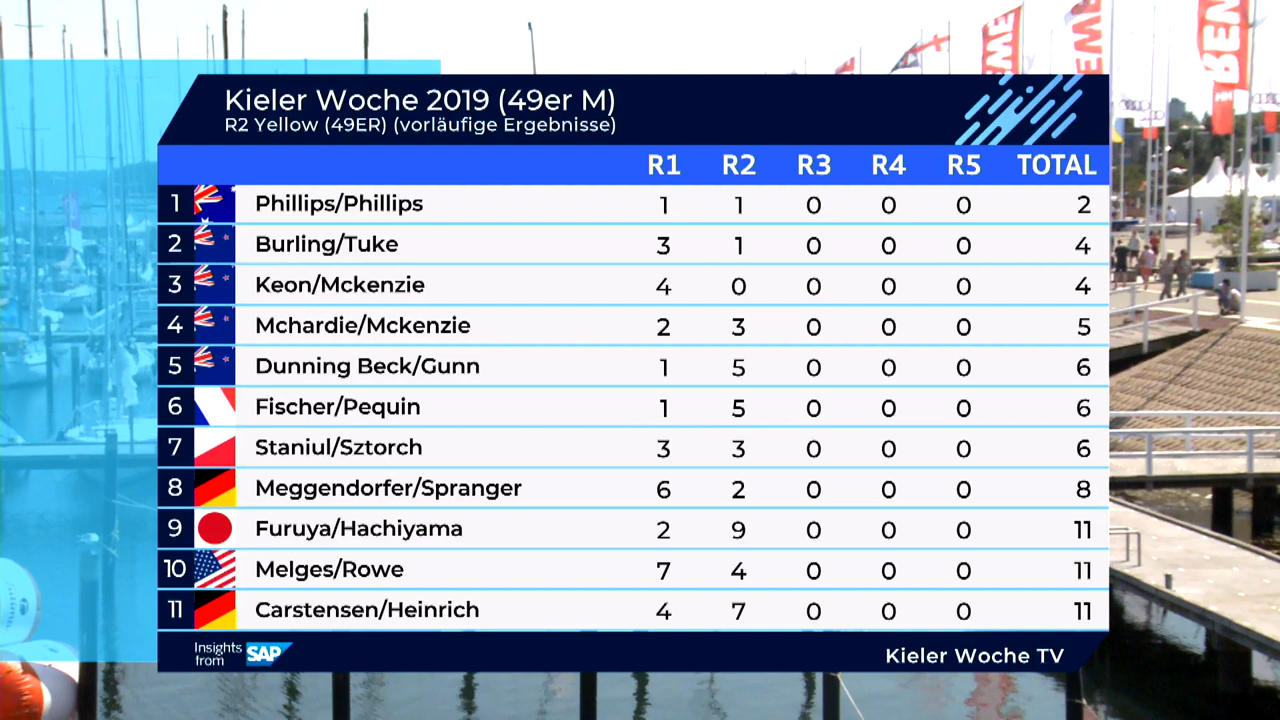 Kieler Woche 2019 (49er M)
R2 Yellow (49ER) (vorläufige Ergebnisse)
R1 R2 R3 R4 R5 TOTAL
1 Phillips/Phillips 1 1 0 0 0 2
2 Burling/Tuke 3 1 0 0 0 4
3 Keon/Mckenzie 4 0 0 0 0 4
4 Mchardie/Mckenzie 2 3 0 0 0 5
5 Dunning Beck/Gunn 1 5 0 0 0 6
6 Fischer/Pequin 1 5 0 0 0 6
7 Staniul/Sztorch 3 3 0 0 0 6
8 Meggendorfer/Spranger 6 2 0 0 0 8
9 Furuya/Hachiyama 2 9 0 0 0 11
10 Melges/Rowe 7 4 0 0 0 11
11 Carstensen/Heinrich 4 7 0 0 0 11
Insights
from SAP
Kieler Woche TV
REWE
REWE
REWE